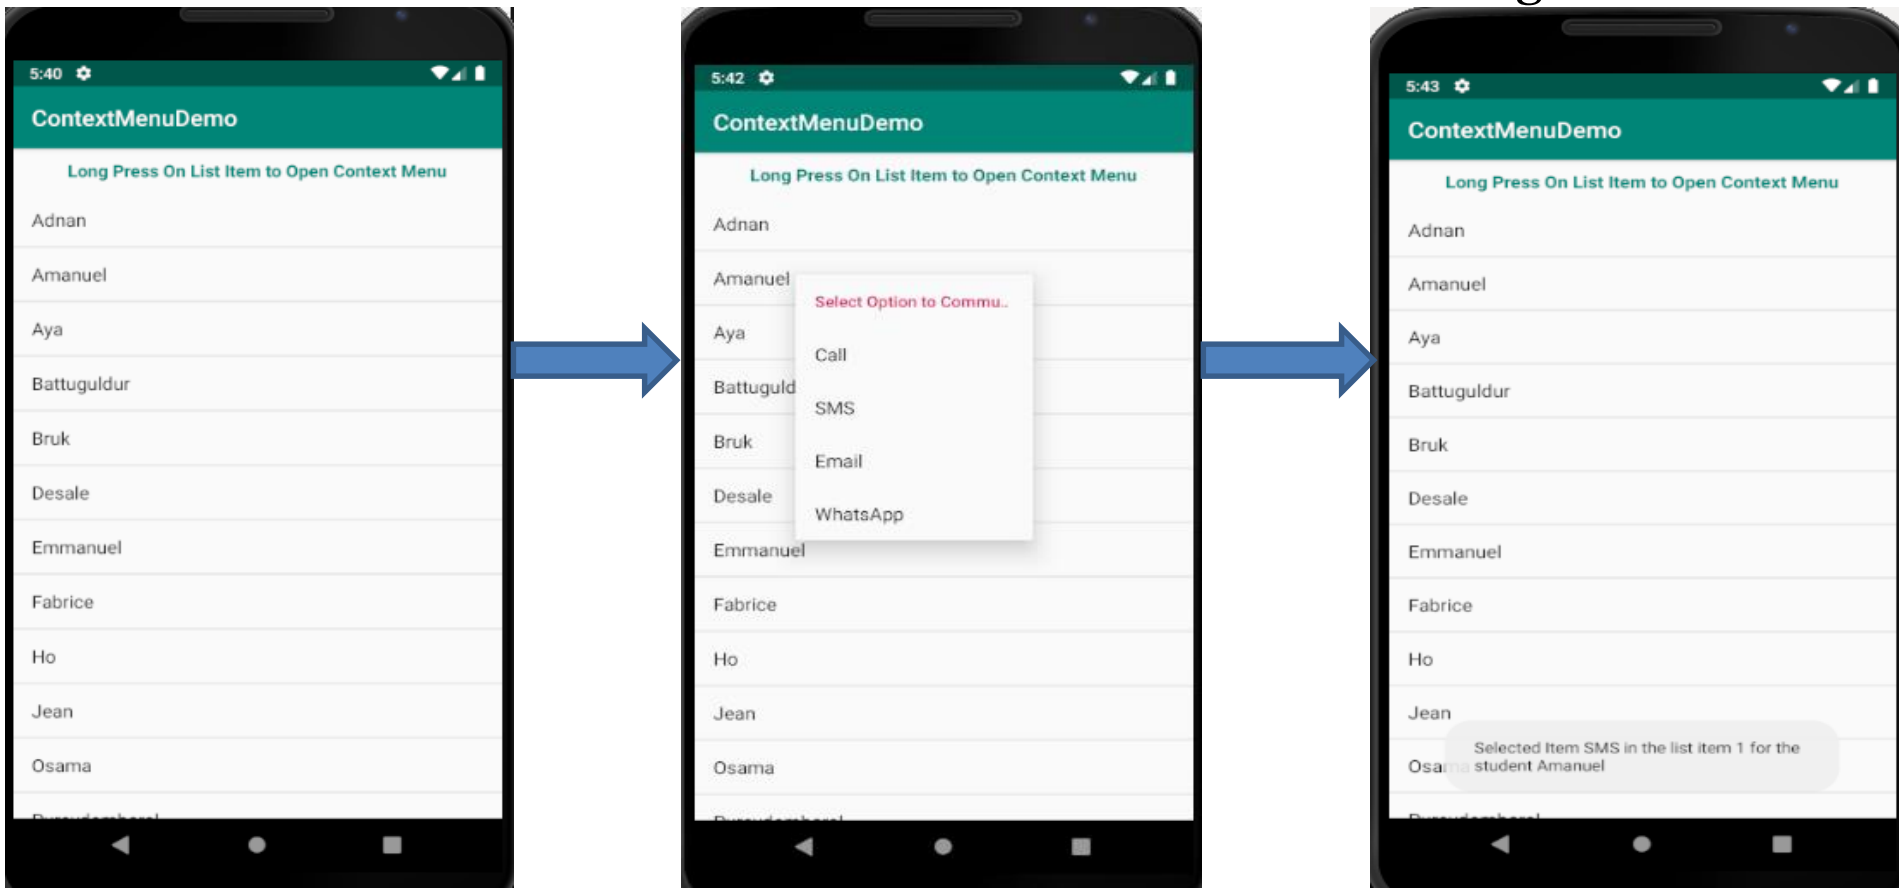 5:40
ContextMenuDemo
Long Press On List Item to Open Context Menu
Adnan
Amanuel
Aya
Battuguldur
Bruk
Desale
Emmanuel
Fabrice
Ho
Jean
Osama
5:42
ContextMenuDemo
Long Press On List Item to Open Context Menu
Adnan
Amanuel
Select Option to Commu..
Aya
Call
Battuguld
SMS
Bruk
Email
Desale
WhatsApp
Emmanuel
Fabrice
Ho
Jean
Osama
5:43
ContextMenuDemo
Long Press On List Item to Open Context Menu
Adnan
Amanuel
Aya
Battuguldur
Bruk
Desale
Emmanuel
Fabrice
Ho
Jean
Selected Item SMS in the list item 1 for the
Osama student Amanuel